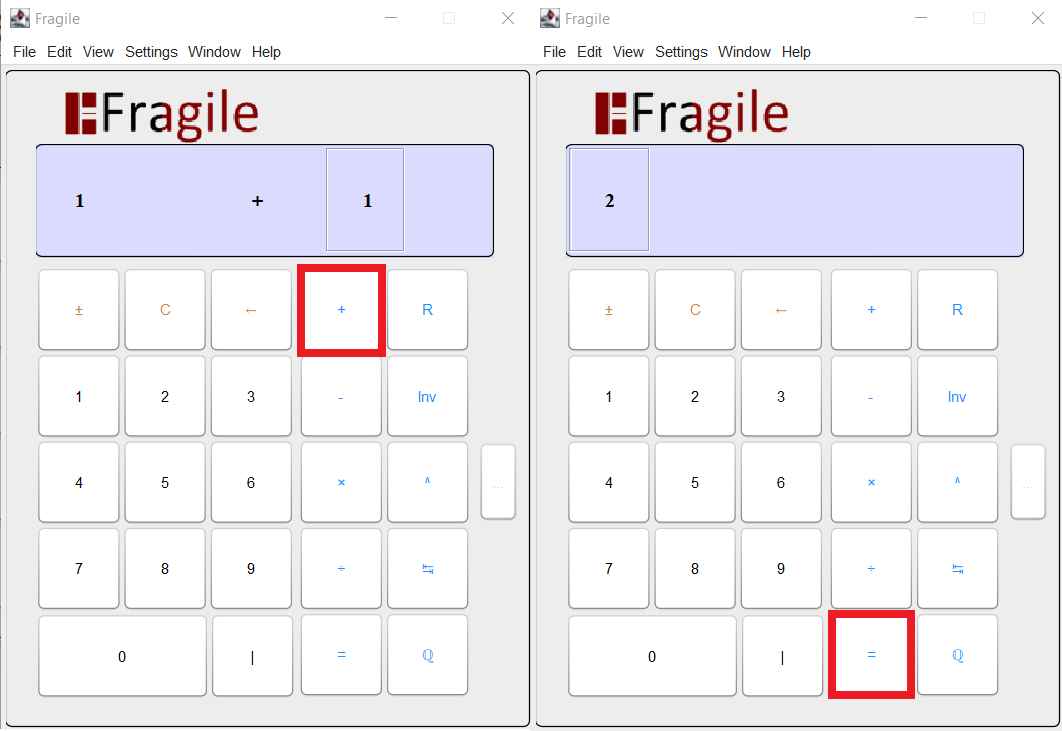 Fragile
File Edit View Settings Window Help
Fragile
1 + 1
± C ← + R
1 2 3 - Inv
4 5 6 × ^ ...
7 8 9 ÷ ↹
0 | = ℚ
Fragile
File Edit View Settings Window Help
Fragile
2
± C ← + R
1 2 3 - Inv
4 5 6 × ^ ...
7 8 9 ÷ ↹
0 | = ℚ